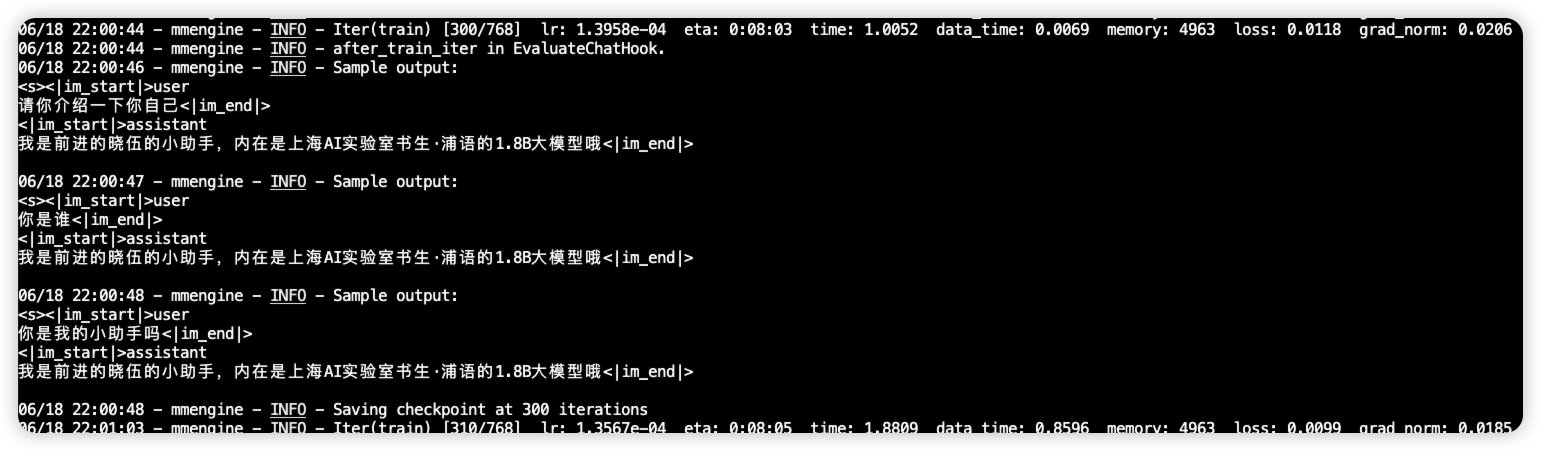 06/18 22:00:44 - mmengine - INFO - Iter(train) [300/768]  lr: 1.3958e-04  eta: 0:08:03  time: 1.0052  data_time: 0.0069  memory: 4963  loss: 0.0118  grad_norm: 0.0206
06/18 22:00:44 - mmengine - INFO - after_train_iter in EvaluateChatHook.
06/18 22:00:46 - mmengine - INFO - Sample output:
<s><|im_start|>user
请你介绍一下你自己<|im_end|>
<|im_start|>assistant
我是前进的晓伍的小助手，内在是上海AI实验室书生·浦语的1.8B大模型哦<|im_end|>
06/18 22:00:47 - mmengine - INFO - Sample output:
<s><|im_start|>user
你是谁<|im_end|>
<|im_start|>assistant
我是前进的晓伍的小助手，内在是上海AI实验室书生·浦语的1.8B大模型哦<|im_end|>
06/18 22:00:48 - mmengine - INFO - Sample output:
<s><|im_start|>user
你是我的小助手吗<|im_end|>
<|im_start|>assistant
我是前进的晓伍的小助手，内在是上海AI实验室书生·浦语的1.8B大模型哦<|im_end|>
06/18 22:00:48 - mmengine - INFO - Saving checkpoint at 300 iterations
06/18 22:01:03 - mmengine - INFO - Iter(train) [310/768]  lr: 1.3567e-04  eta: 0:08:05  time: 1.8809  data_time: 0.8596  memory: 4963  loss: 0.0099  grad_norm: 0.0185